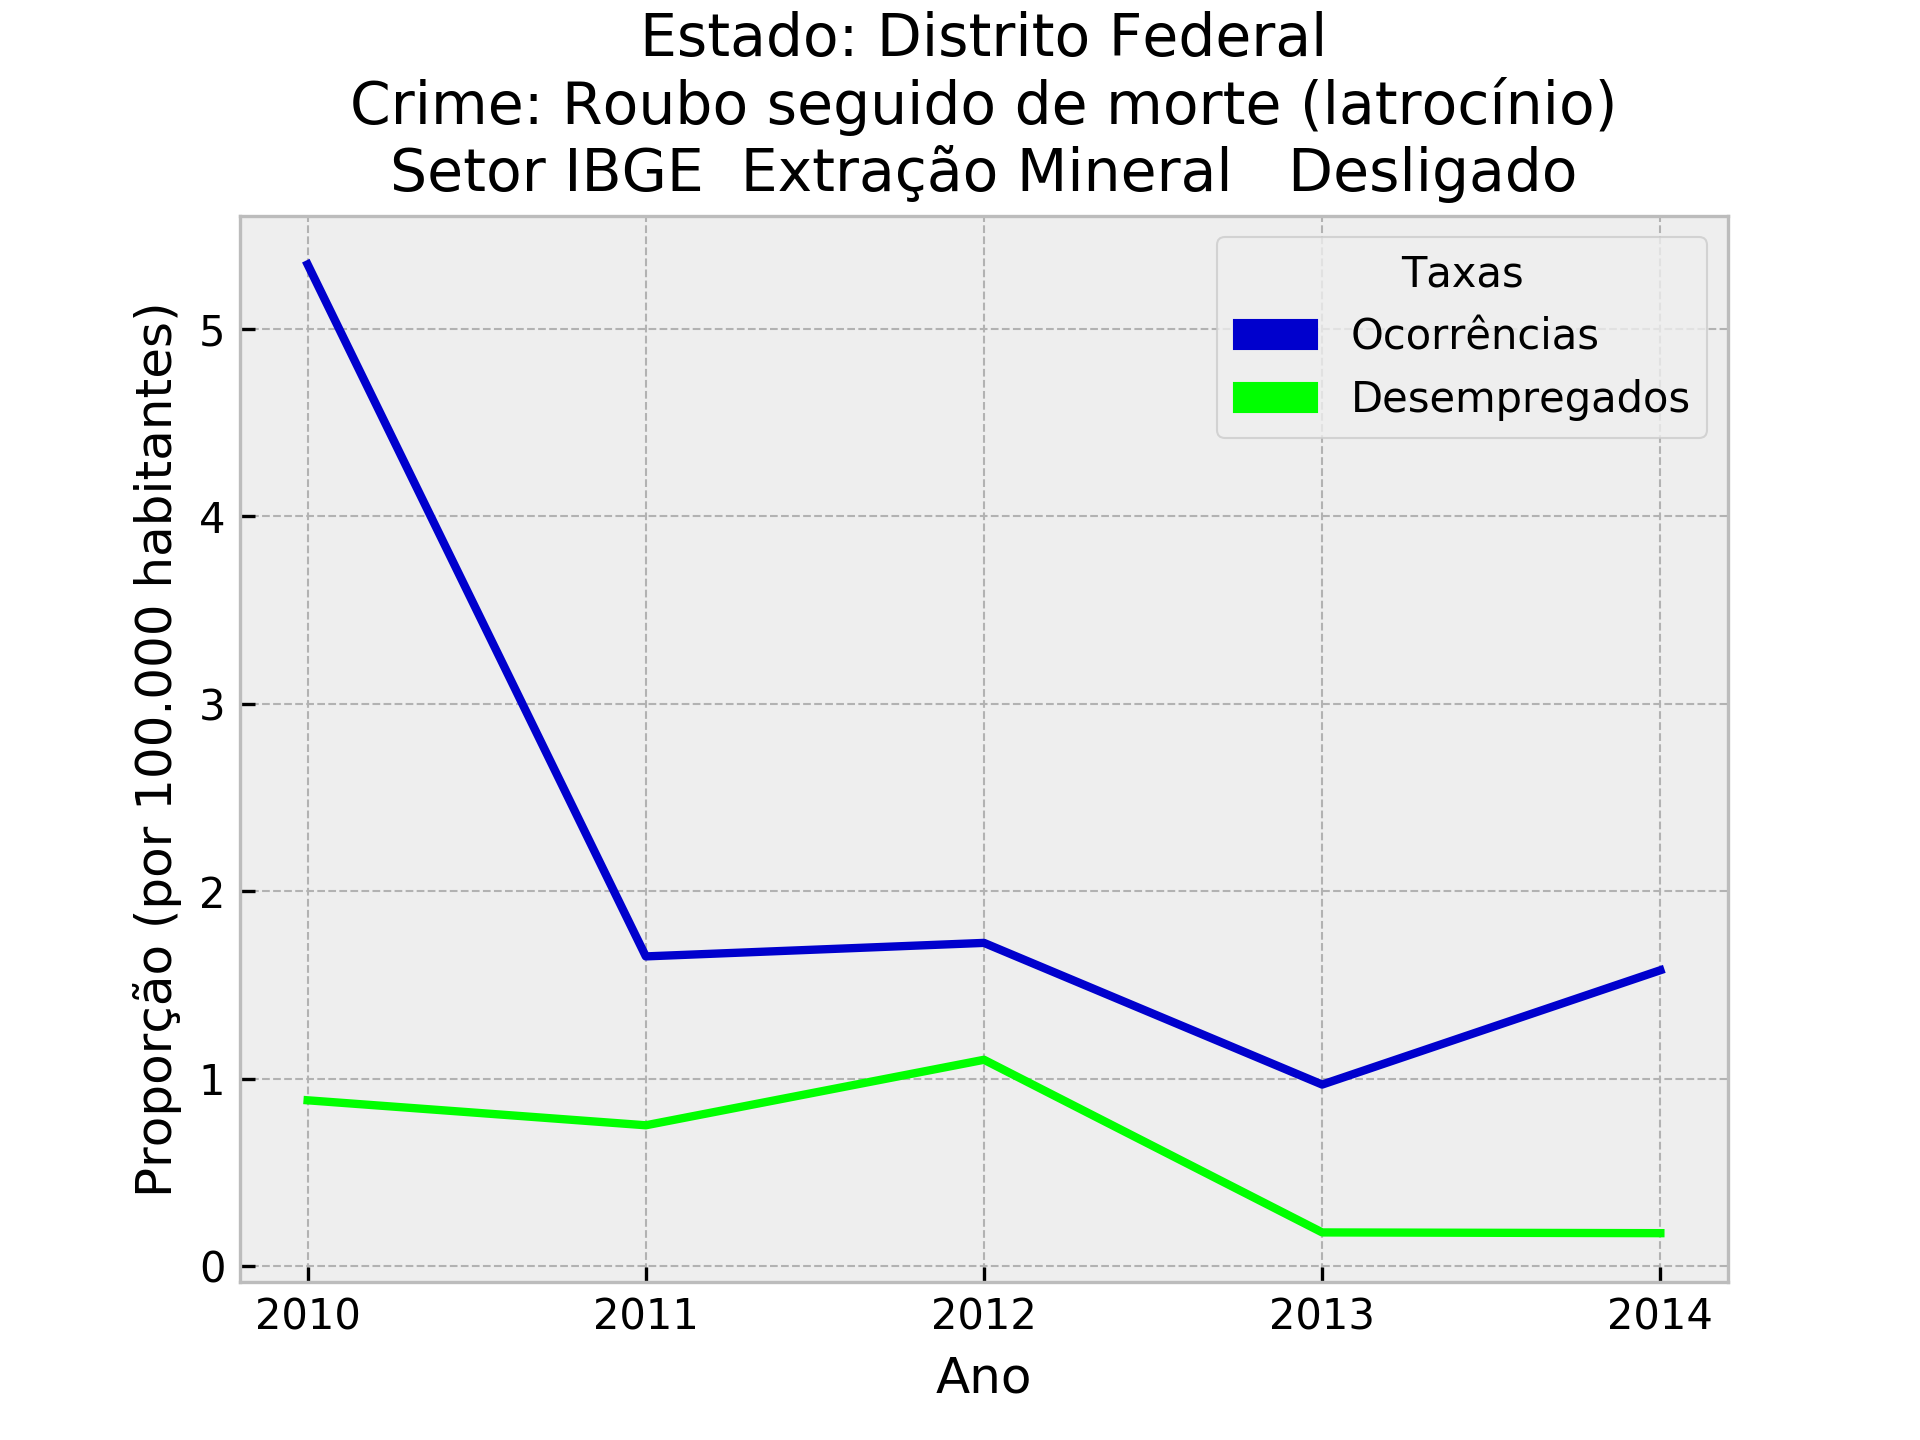 Estado: Distrito Federal
Crime: Roubo seguido de morte (latrocínio)
Setor IBGE  Extração Mineral   Desligado
Taxas
Ocorrências
Desempregados
Proporção (por 100.000 habitantes)
5
4
3
2
1
0
2010 2011 2012 2013 2014
Ano